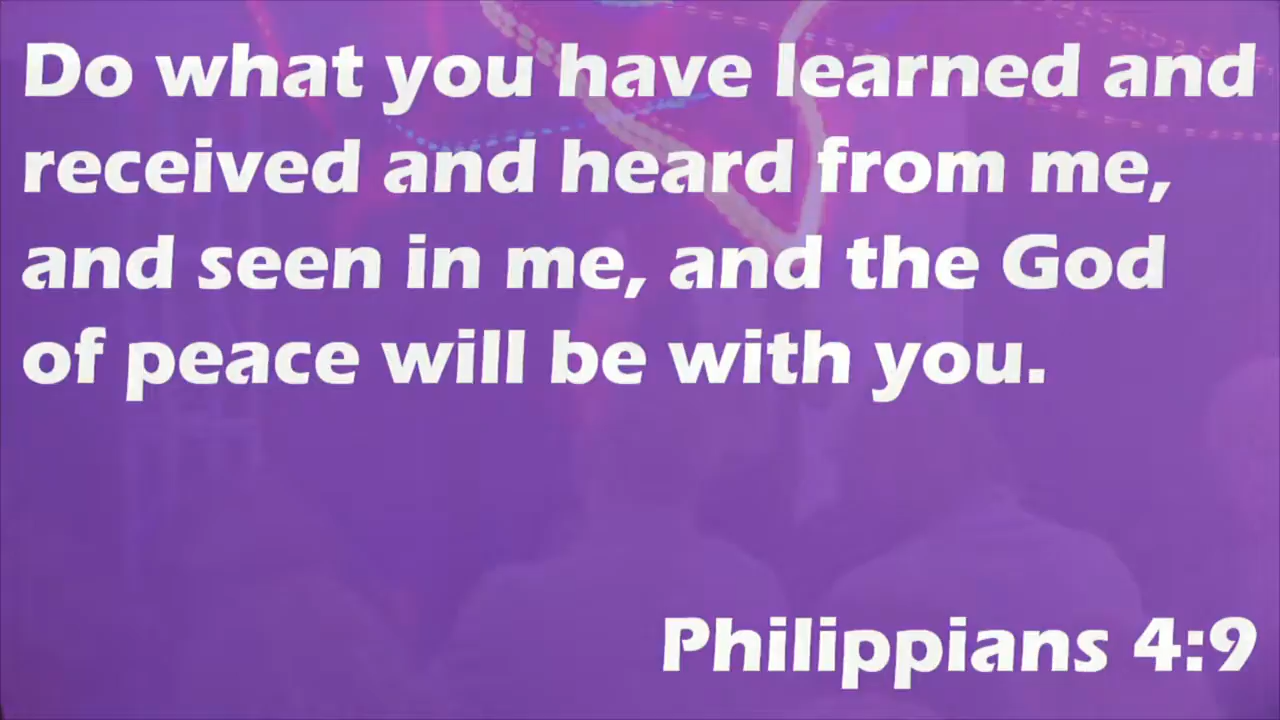 Do what you have learned and
received and heard from me,
and seen in me, and the God
of peace will be with you.
Philippians 4:9